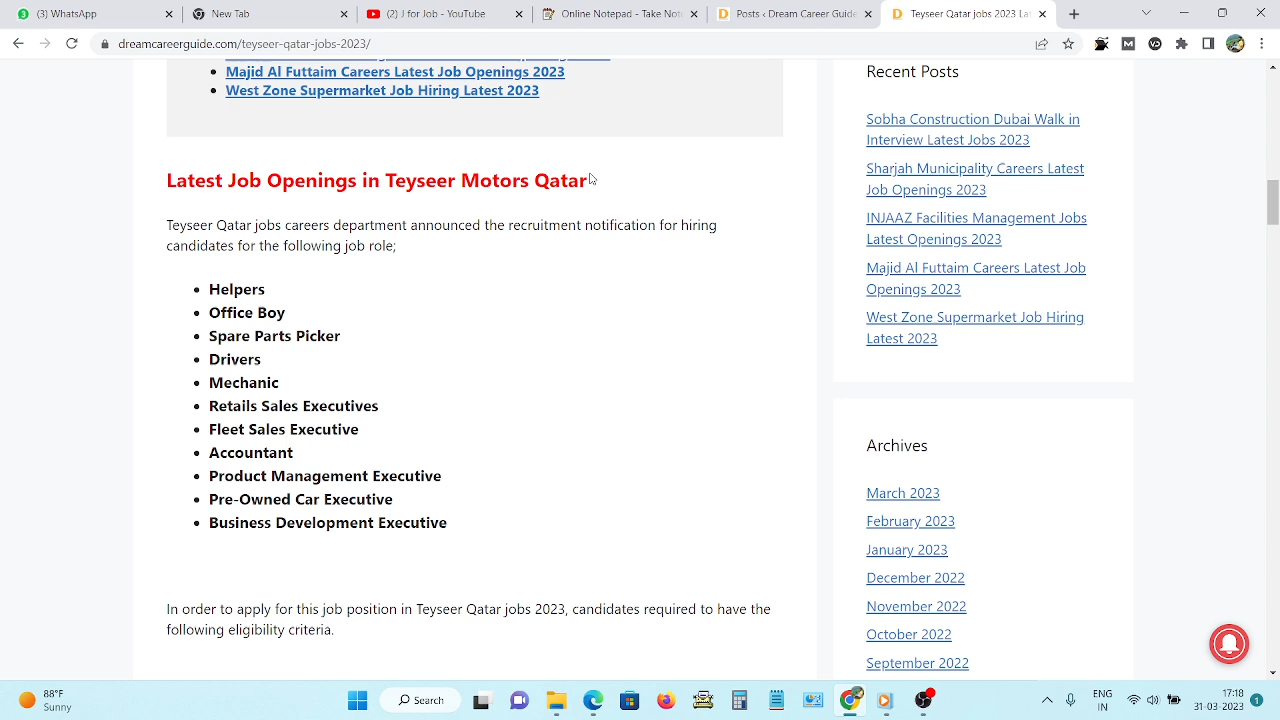 WhatsApp
New Tab
(2) for Job - YouTube
Online Notepad - Take Note
Posts ‹ Dream Career Guide
Teyseer Qatar Jobs 2023 Lat
dreamcareerguide.com/teyseer-qatar-jobs-2023/
Majid Al Futtaim Careers Latest Job Openings 2023
West Zone Supermarket Job Hiring Latest 2023
Latest Job Openings in Teyseer Motors Qatar
Teyseer Qatar jobs careers department announced the recruitment notification for hiring
candidates for the following job role;
Helpers
Office Boy
Spare Parts Picker
Drivers
Mechanic
Retails Sales Executives
Fleet Sales Executive
Accountant
Product Management Executive
Pre-Owned Car Executive
Business Development Executive
In order to apply for this job position in Teyseer Qatar jobs 2023, candidates required to have the
following eligibility criteria.
Recent Posts
Sobha Construction Dubai Walk in
Interview Latest Jobs 2023
Sharjah Municipality Careers Latest
Job Openings 2023
INJAAZ Facilities Management Jobs
Latest Openings 2023
Majid Al Futtaim Careers Latest Job
Openings 2023
West Zone Supermarket Job Hiring
Latest 2023
Archives
March 2023
February 2023
January 2023
December 2022
November 2022
October 2022
September 2022
88°F
Sunny
Search
ENG
IN
17:18
31-03-2023
1